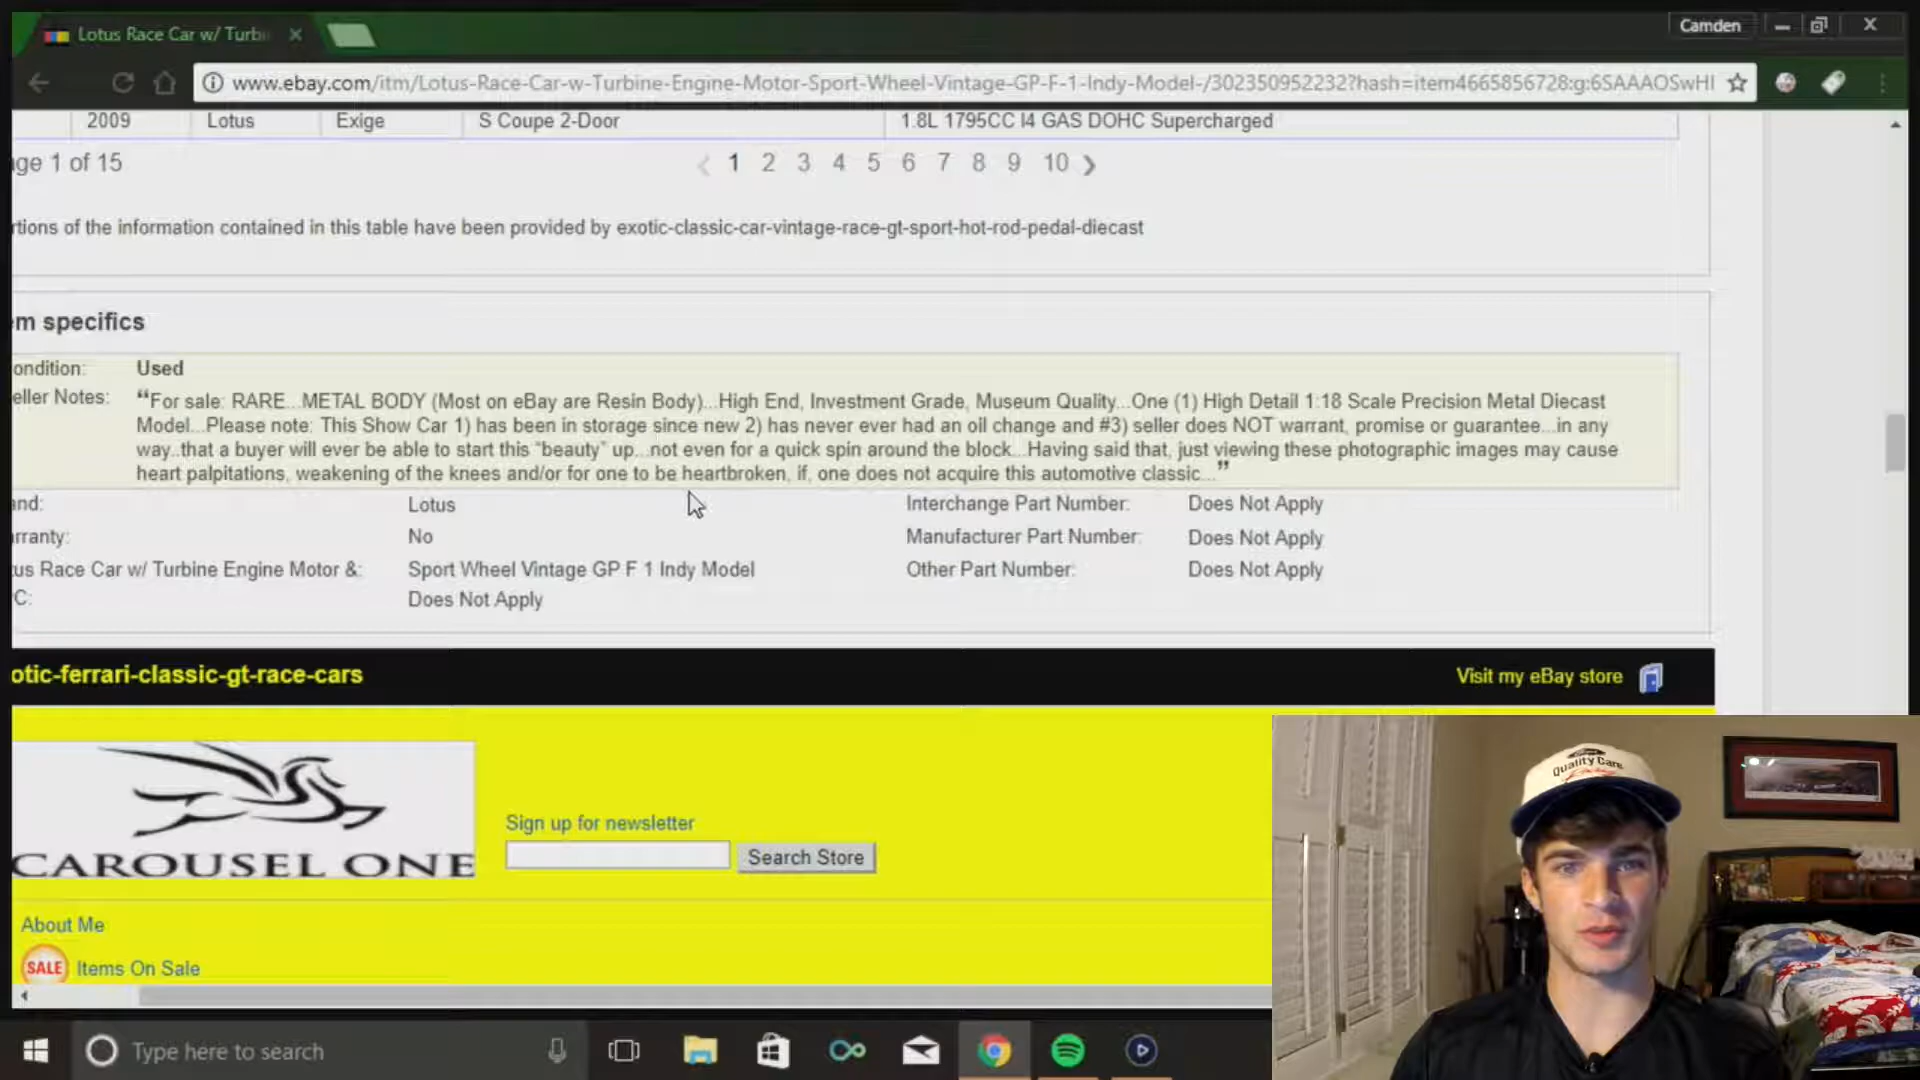 Lotus Race Car w/ Turbi
Camden
www.ebay.com/itm/Lotus-Race-Car-w-Turbine-Engine-Motor-Sport-Wheel-Vintage-GP-F-1-Indy-Model-/302350952232?hash=item4665856728:g:6SAAAOSwHI
2009 Lotus Exige S Coupe 2-Door 1.8L 1795CC I4 GAS DOHC Supercharged
ge 1 of 15
1 2 3 4 5 6 7 8 9 10
rtions of the information contained in this table have been provided by exotic-classic-car-vintage-race-gt-sport-hot-rod-pedal-diecast
m specifics
ondition: Used
eller Notes: “For sale: RARE...METAL BODY (Most on eBay are Resin Body)...High End, Investment Grade, Museum Quality...One (1) High Detail 1:18 Scale Precision Metal Diecast
Model...Please note: This Show Car 1) has been in storage since new 2) has never ever had an oil change and #3) seller does NOT warrant, promise or guarantee...in any
way..that a buyer will ever be able to start this “beauty” up...not even for a quick spin around the block...Having said that, just viewing these photographic images may cause
heart palpitations, weakening of the knees and/or for one to be heartbroken, if, one does not acquire this automotive classic...”
and: Lotus Interchange Part Number: Does Not Apply
rranty: No Manufacturer Part Number: Does Not Apply
us Race Car w/ Turbine Engine Motor &: Sport Wheel Vintage GP F 1 Indy Model Other Part Number: Does Not Apply
C: Does Not Apply
otic-ferrari-classic-gt-race-cars
Visit my eBay store
CAROUSEL ONE
Sign up for newsletter
Search Store
About Me
SALE Items On Sale
Quality Care
Type here to search